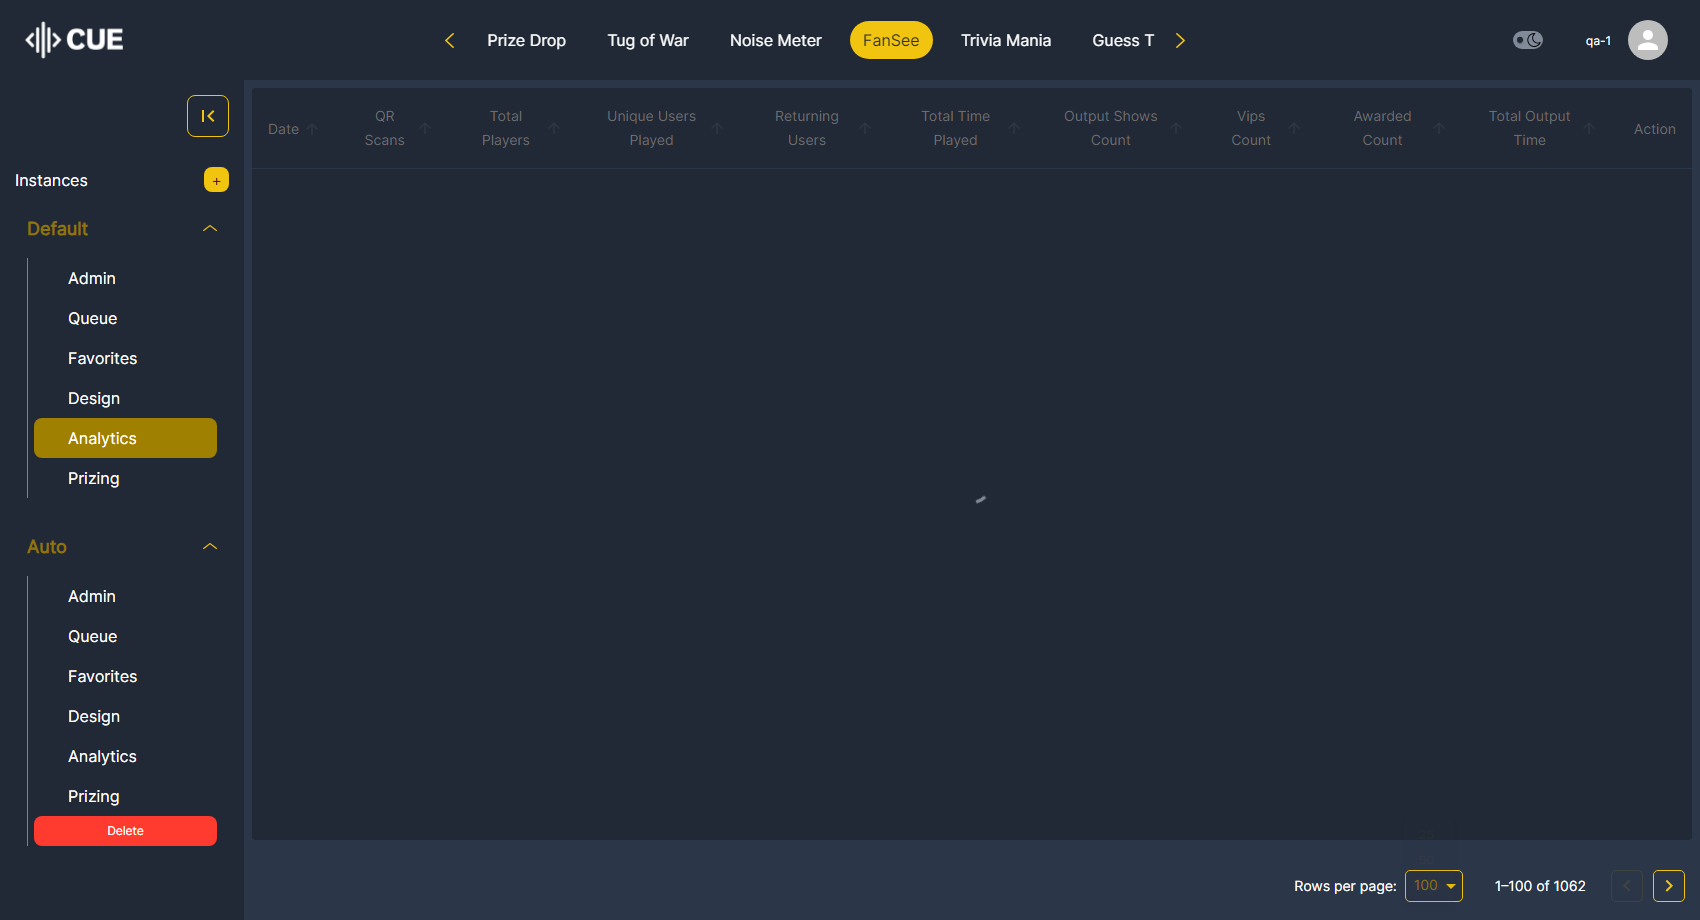 CUE
Prize Drop
Tug of War
Noise Meter
FanSee
Trivia Mania
Guess T
qa-1
Instances
+
Default
Admin
Queue
Favorites
Design
Analytics
Prizing
Auto
Admin
Queue
Favorites
Design
Analytics
Prizing
Delete
Date
QR
Scans
Total
Players
Unique Users
Played
Returning
Users
Total Time
Played
Output Shows
Count
Vips
Count
Awarded
Count
Total Output
Time
Action
Rows per page:
100
1–100 of 1062